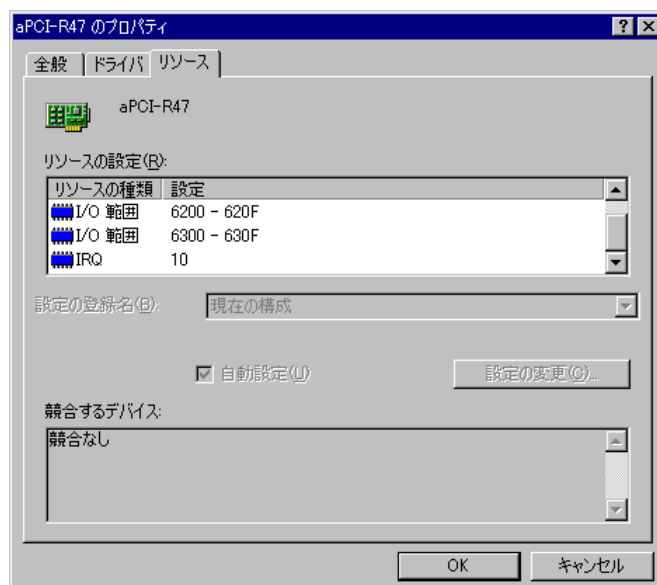 aPCI-R47 のプロパティ
全般 ドライバ リソース
aPCI-R47
リソースの設定(R):
リソースの種類 設定
I/O 範囲 6200 - 620F
I/O 範囲 6300 - 630F
IRQ 10
設定の登録名(B): 現在の構成
自動設定(U) 設定の変更(C)...
競合するデバイス:
競合なし
OK キャンセル